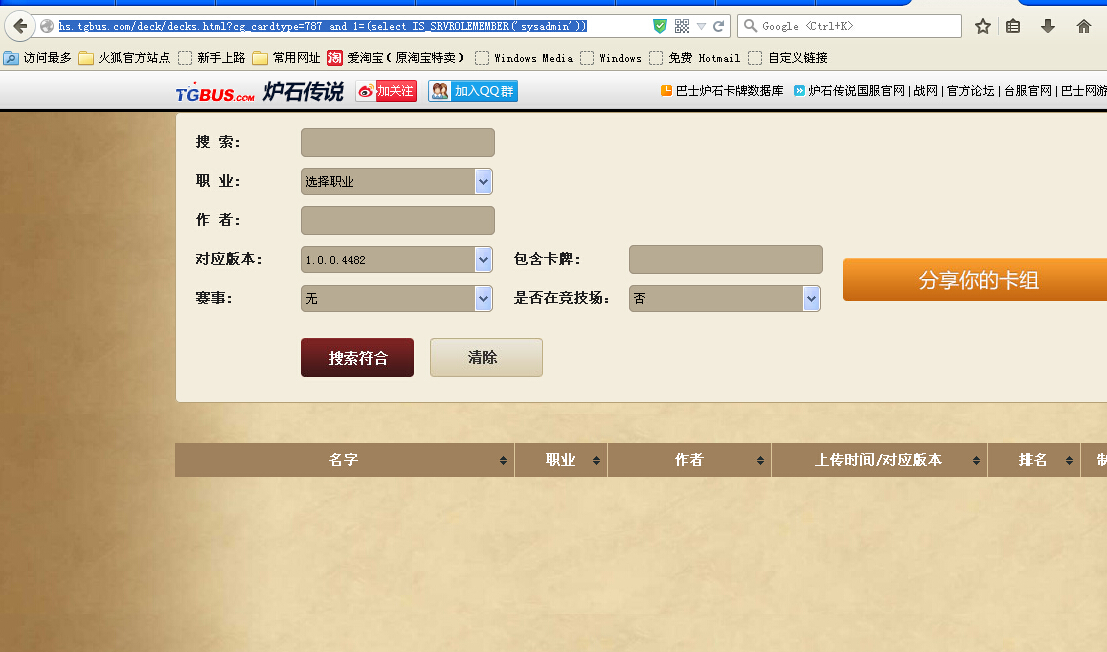 hs.tgbus.com/deck/decks.html?cg_cardtype=787 and 1=(select IS_SRVROLEMEMBER('sysadmin'))
Google <Ctrl+K>
访问最多 火狐官方站点 新手上路 常用网址 淘 爱淘宝(原淘宝特卖) Windows Media Windows 免费 Hotmail 自定义链接
TGBUS.COM 炉石传说 加关注 加入QQ群 巴士炉石卡牌数据库 炉石传说国服官网 | 战网 | 官方论坛 | 台服官网 | 巴士网游
搜 索:
职 业: 选择职业
作 者:
对应版本: 1.0.0.4482 包含卡牌:
赛事: 无 是否在竞技场: 否
分享你的卡组
搜索符合 清除
名字 职业 作者 上传时间/对应版本 排名